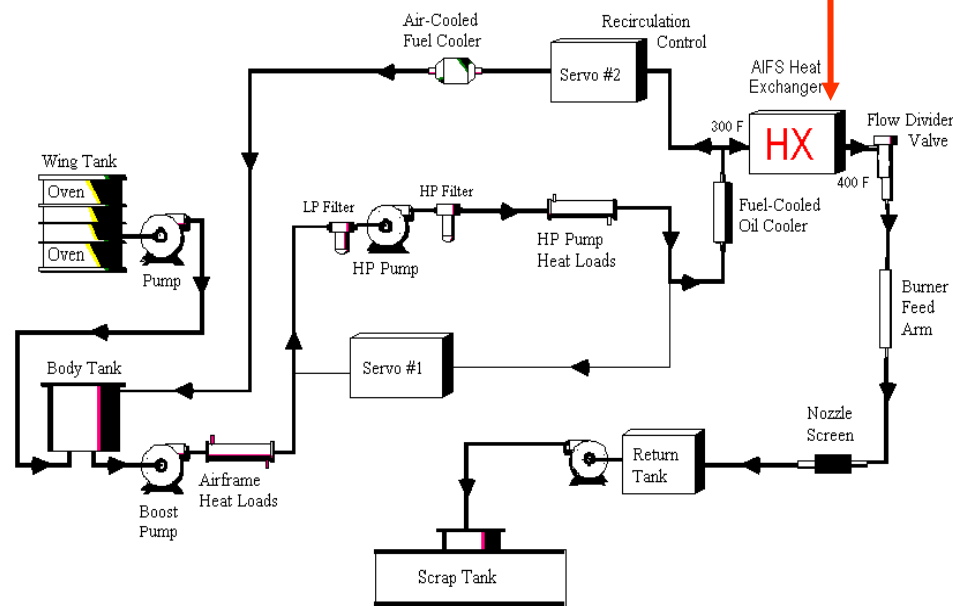 Air-Cooled
Fuel Cooler
Recirculation
Control
Servo #2
AIFS Heat
Exchanger
300 F
HX
400 F
Flow Divider
Valve
Wing Tank
Oven
Oven
Pump
LP Filter
HP Filter
HP Pump
HP Pump
Heat Loads
Fuel-Cooled
Oil Cooler
Burner
Feed
Arm
Body Tank
Servo #1
Boost
Pump
Airframe
Heat Loads
Nozzle
Screen
Return
Tank
Scrap Tank